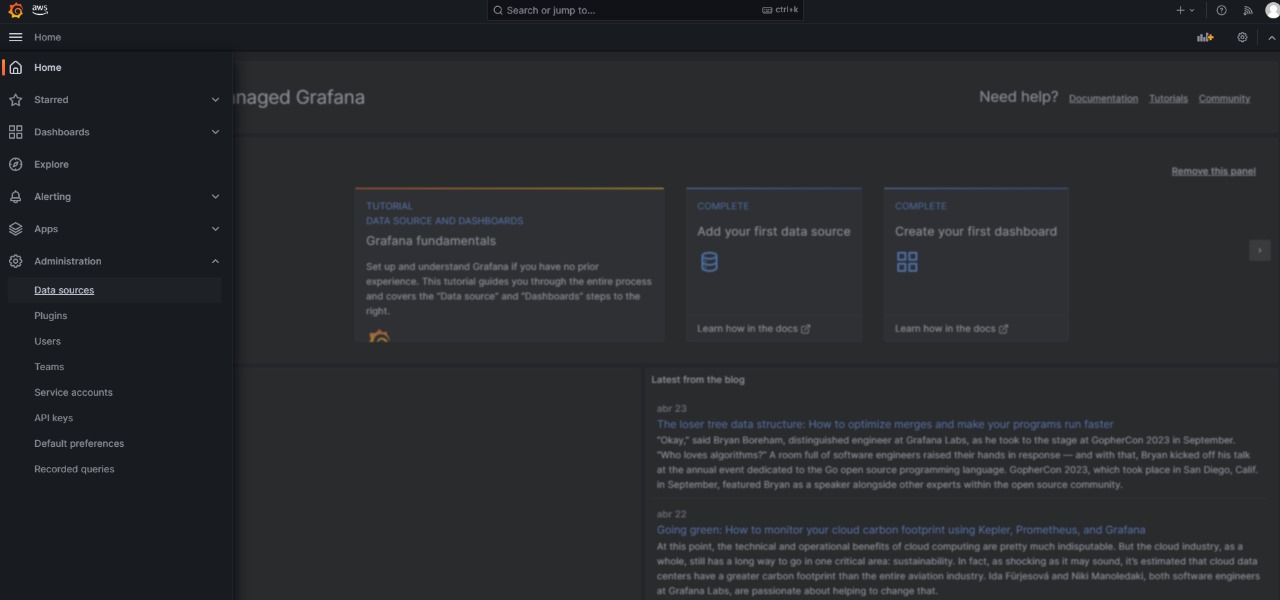 aws
Search or jump to...
ctrl+k
Home
Home
Starred
Dashboards
Explore
Alerting
Apps
Administration
Data sources
Plugins
Users
Teams
Service accounts
API keys
Default preferences
Recorded queries
naged Grafana
Need help?
Documentation
Tutorials
Community
Remove this panel
TUTORIAL
DATA SOURCE AND DASHBOARDS
Grafana fundamentals
Set up and understand Grafana if you have no prior
experience. This tutorial guides you through the entire process
and covers the "Data source" and "Dashboards" steps to the
right.
COMPLETE
Add your first data source
Learn how in the docs
COMPLETE
Create your first dashboard
Learn how in the docs
Latest from the blog
abr 23
The loser tree data structure: How to optimize merges and make your programs run faster
"Okay," said Bryan Boreham, distinguished engineer at Grafana Labs, as he took to the stage at GopherCon 2023 in September.
"Who loves algorithms?" A room full of software engineers raised their hands in response — and with that, Bryan kicked off his talk
at the annual event dedicated to the Go open source programming language. GopherCon 2023, which took place in San Diego, Calif.
in September, featured Bryan as a speaker alongside other experts within the open source community.
abr 22
Going green: How to monitor your cloud carbon footprint using Kepler, Prometheus, and Grafana
At this point, the technical and operational benefits of cloud computing are pretty much indisputable. But the cloud industry, as a
whole, still has a long way to go in one critical area: sustainability. In fact, as shocking as it may sound, it's estimated that cloud data
centers have a greater carbon footprint than the entire aviation industry. Ida Fürjesová and Niki Manoledaki, both software engineers
at Grafana Labs, are passionate about helping to change that.